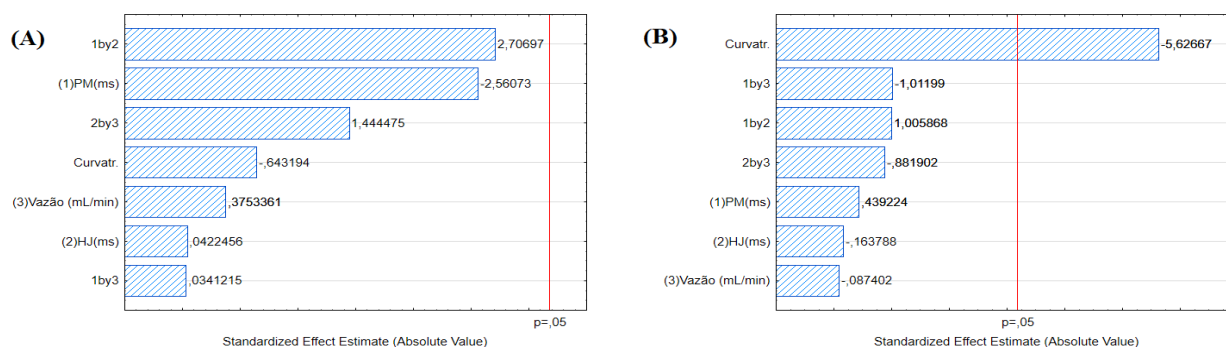 (A)
1by2
2,70697
(1)PM(ms)
-2,56073
2by3
1,444475
Curvatr.
-,643194
(3)Vazão (mL/min)
,3753361
(2)HJ(ms)
,0422456
1by3
,0341215
p=,05
Standardized Effect Estimate (Absolute Value)
(B)
Curvatr.
-5,62667
1by3
-1,01199
1by2
1,005868
2by3
-,881902
(1)PM(ms)
,439224
(2)HJ(ms)
-,163788
(3)Vazão (mL/min)
-,087402
p=,05
Standardized Effect Estimate (Absolute Value)